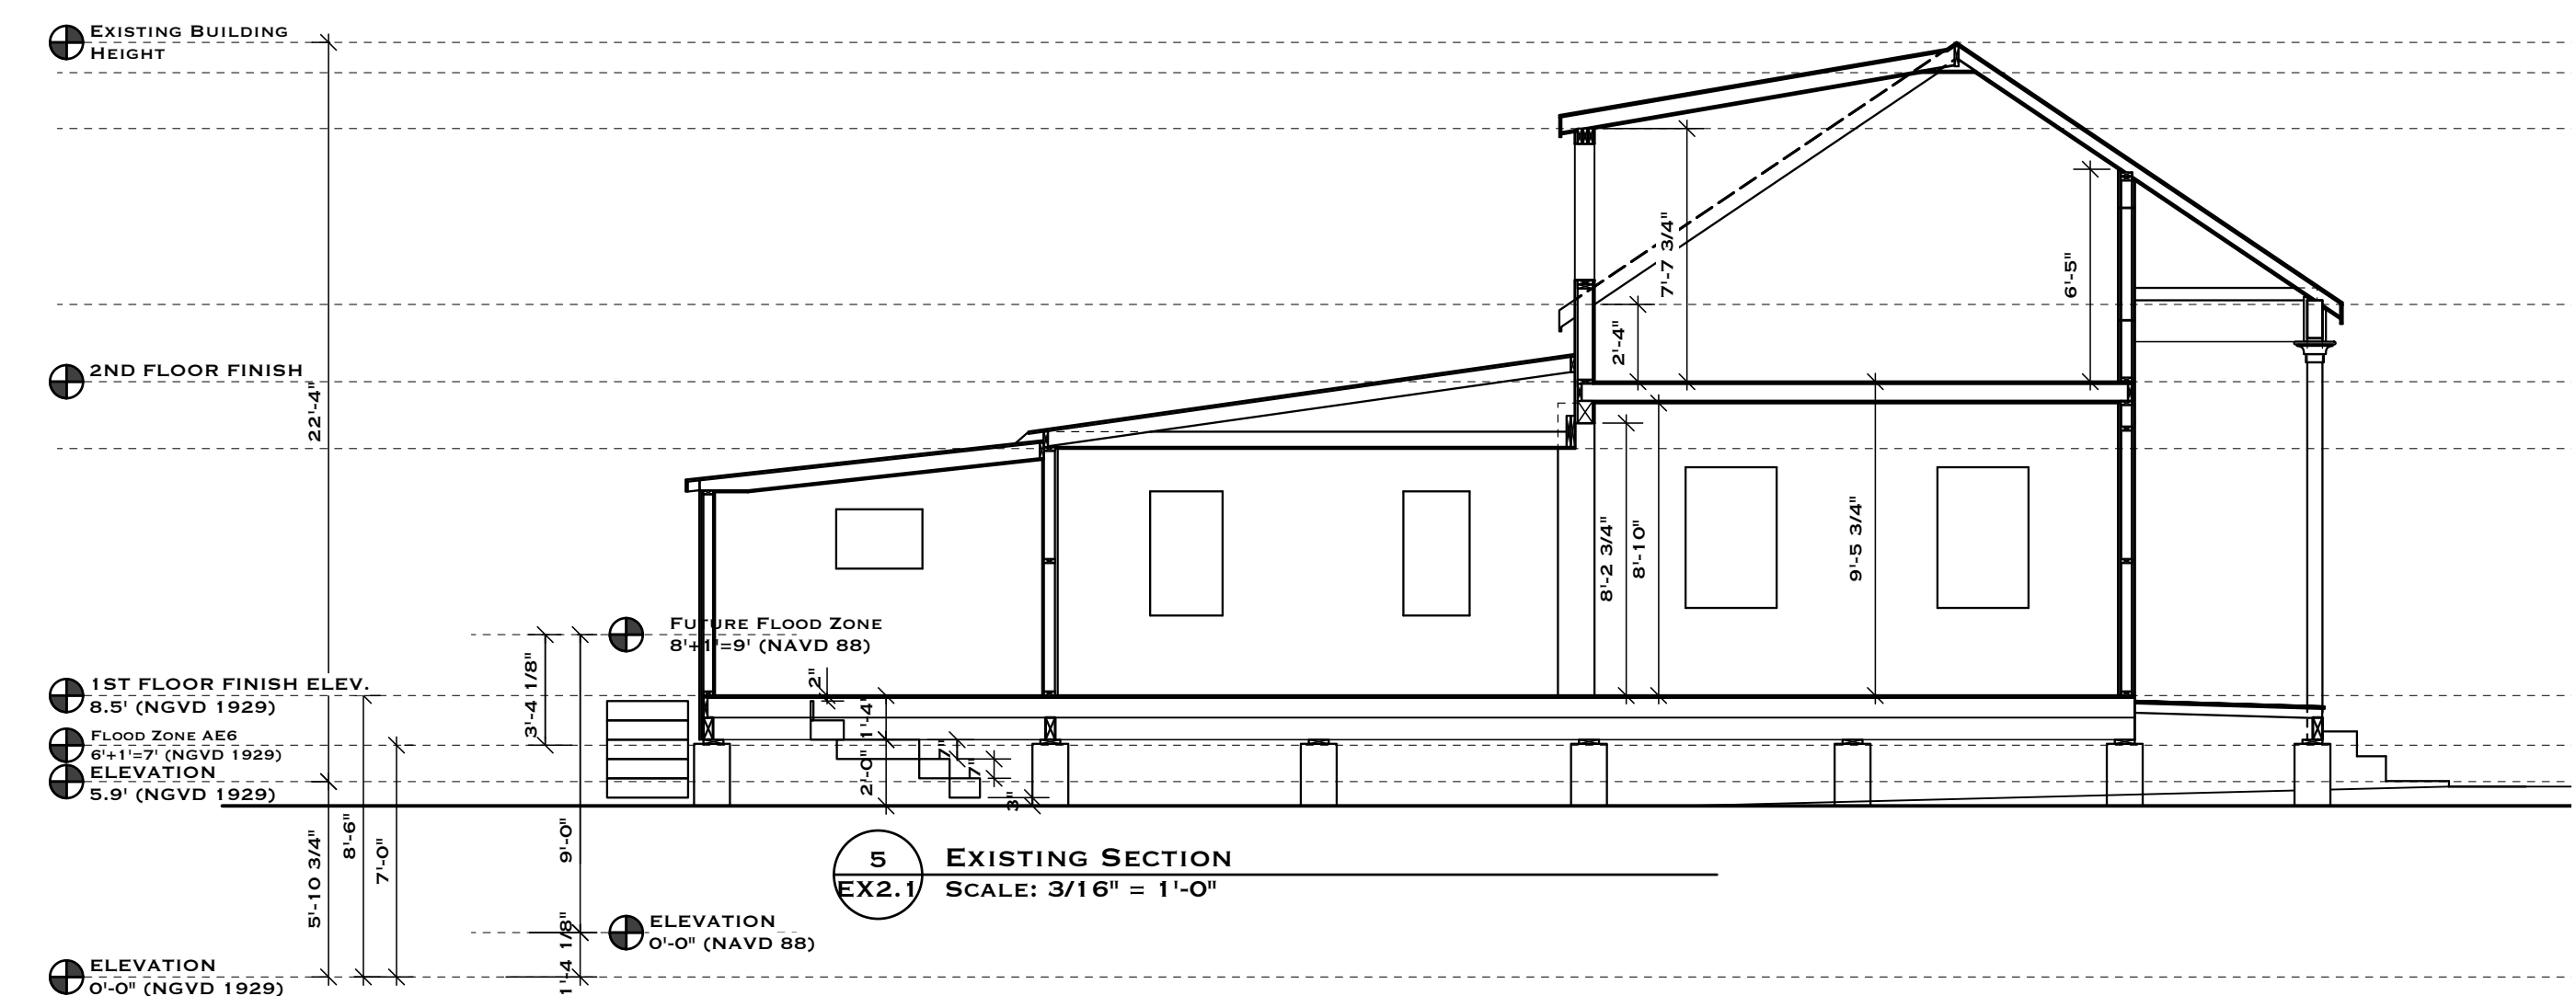 Existing Building
Height
2ND FLOOR FINISH
22'-4"
7'-7 3/4"
6'-5"
2'-4"
8'-2 3/4"
8'-10"
9'-5 3/4"
Future Flood Zone
8'+1'=9' (NAVD 88)
3'-4 1/8"
2"
1'-4"
7"
7"
2'-0"
3"
1ST FLOOR FINISH ELEV.
8.5' (NGVD 1929)
Flood Zone AE6
6'+1'=7' (NGVD 1929)
ELEVATION
5.9' (NGVD 1929)
5'-10 3/4"
8'-6"
7'-0"
9'-0"
1'-4 1/8"
5
EX2.1
Existing Section
Scale: 3/16" = 1'-0"
ELEVATION
0'-0" (NAVD 88)
ELEVATION
0'-0" (NGVD 1929)